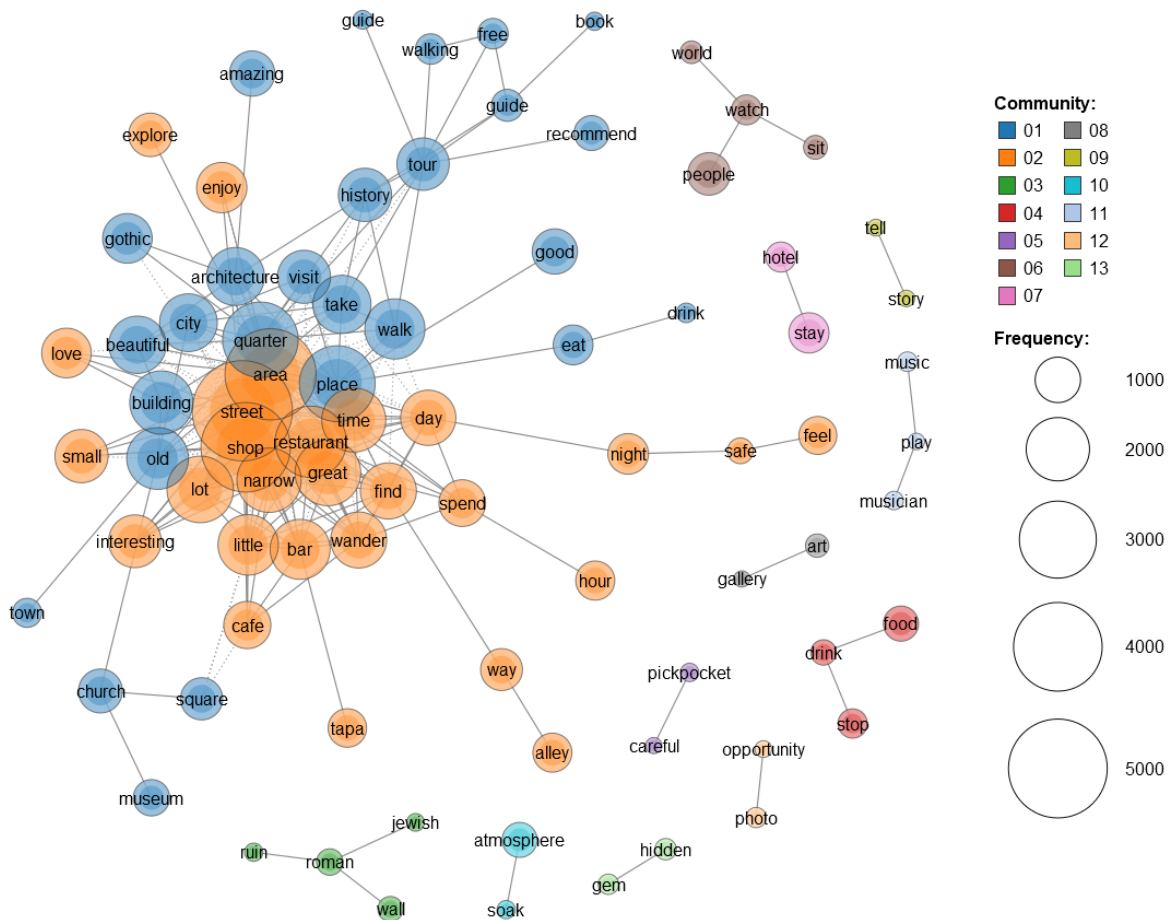 guide
book
walking
free
world
amazing
guide
watch
explore
recommend
sit
tour
people
enjoy
history
tell
gothic
good
hotel
architecture
visit
take
story
drink
city
walk
stay
quarter
beautiful
eat
love
area
place
music
building
street
time
day
feel
restaurant
play
shop
night
safe
small
old
great
narrow
lot
find
spend
musician
interesting
little
bar
wander
art
gallery
hour
town
cafe
food
drink
way
pickpocket
church
square
tapa
stop
careful
opportunity
alley
museum
photo
jewish
atmosphere
hidden
ruin
roman
gem
wall
soak
Community:
01 08
02 09
03 10
04 11
05 12
06 13
07
Frequency:
1000
2000
3000
4000
5000